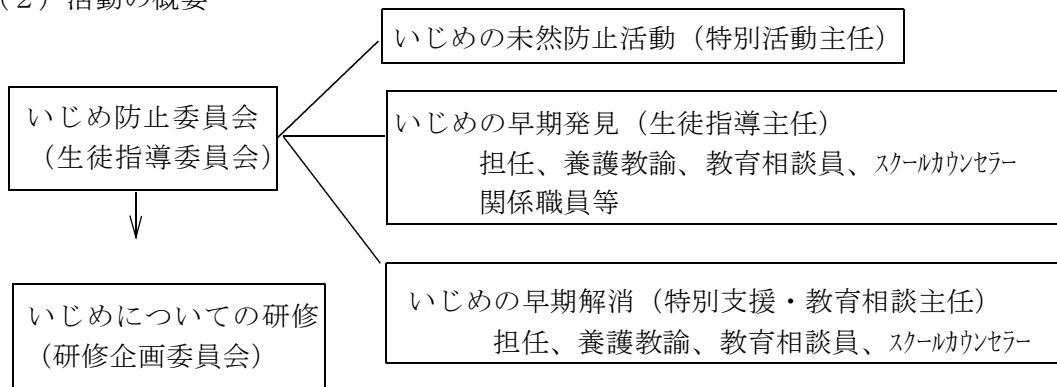 (2)活動の概要
いじめの未然防止活動(特別活動主任)
いじめ防止委員会
(生徒指導委員会)
いじめの早期発見(生徒指導主任)
担任、養護教諭、教育相談員、スクールカウンセラー
関係職員等
いじめについての研修
(研修企画委員会)
いじめの早期解消(特別支援・教育相談主任)
担任、養護教諭、教育相談員、スクールカウンセラー